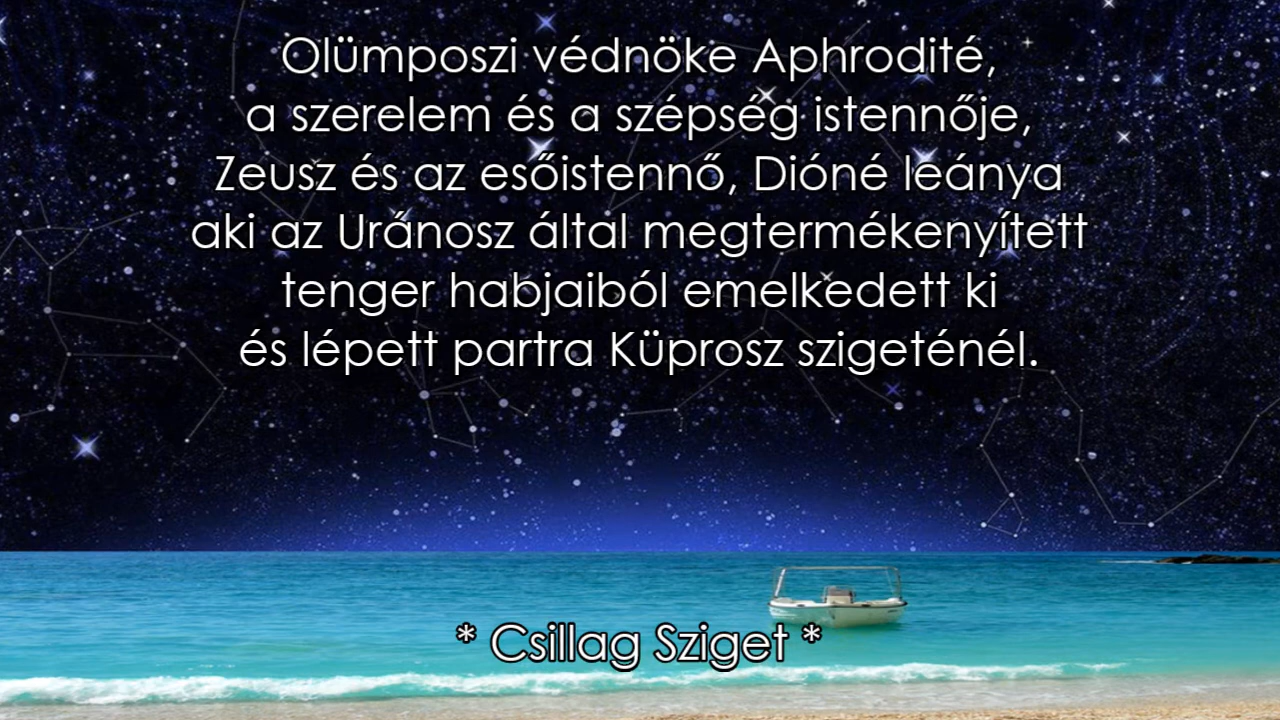 Olümposzi védnöke Aphrodité,
a szerelem és a szépség istennője,
Zeusz és az esőistennő, Dióné leánya
aki az Uránosz által megtermékenyített
tenger habjaiból emelkedett ki
és lépett partra Küprosz szigeténél.
* Csillag Sziget *